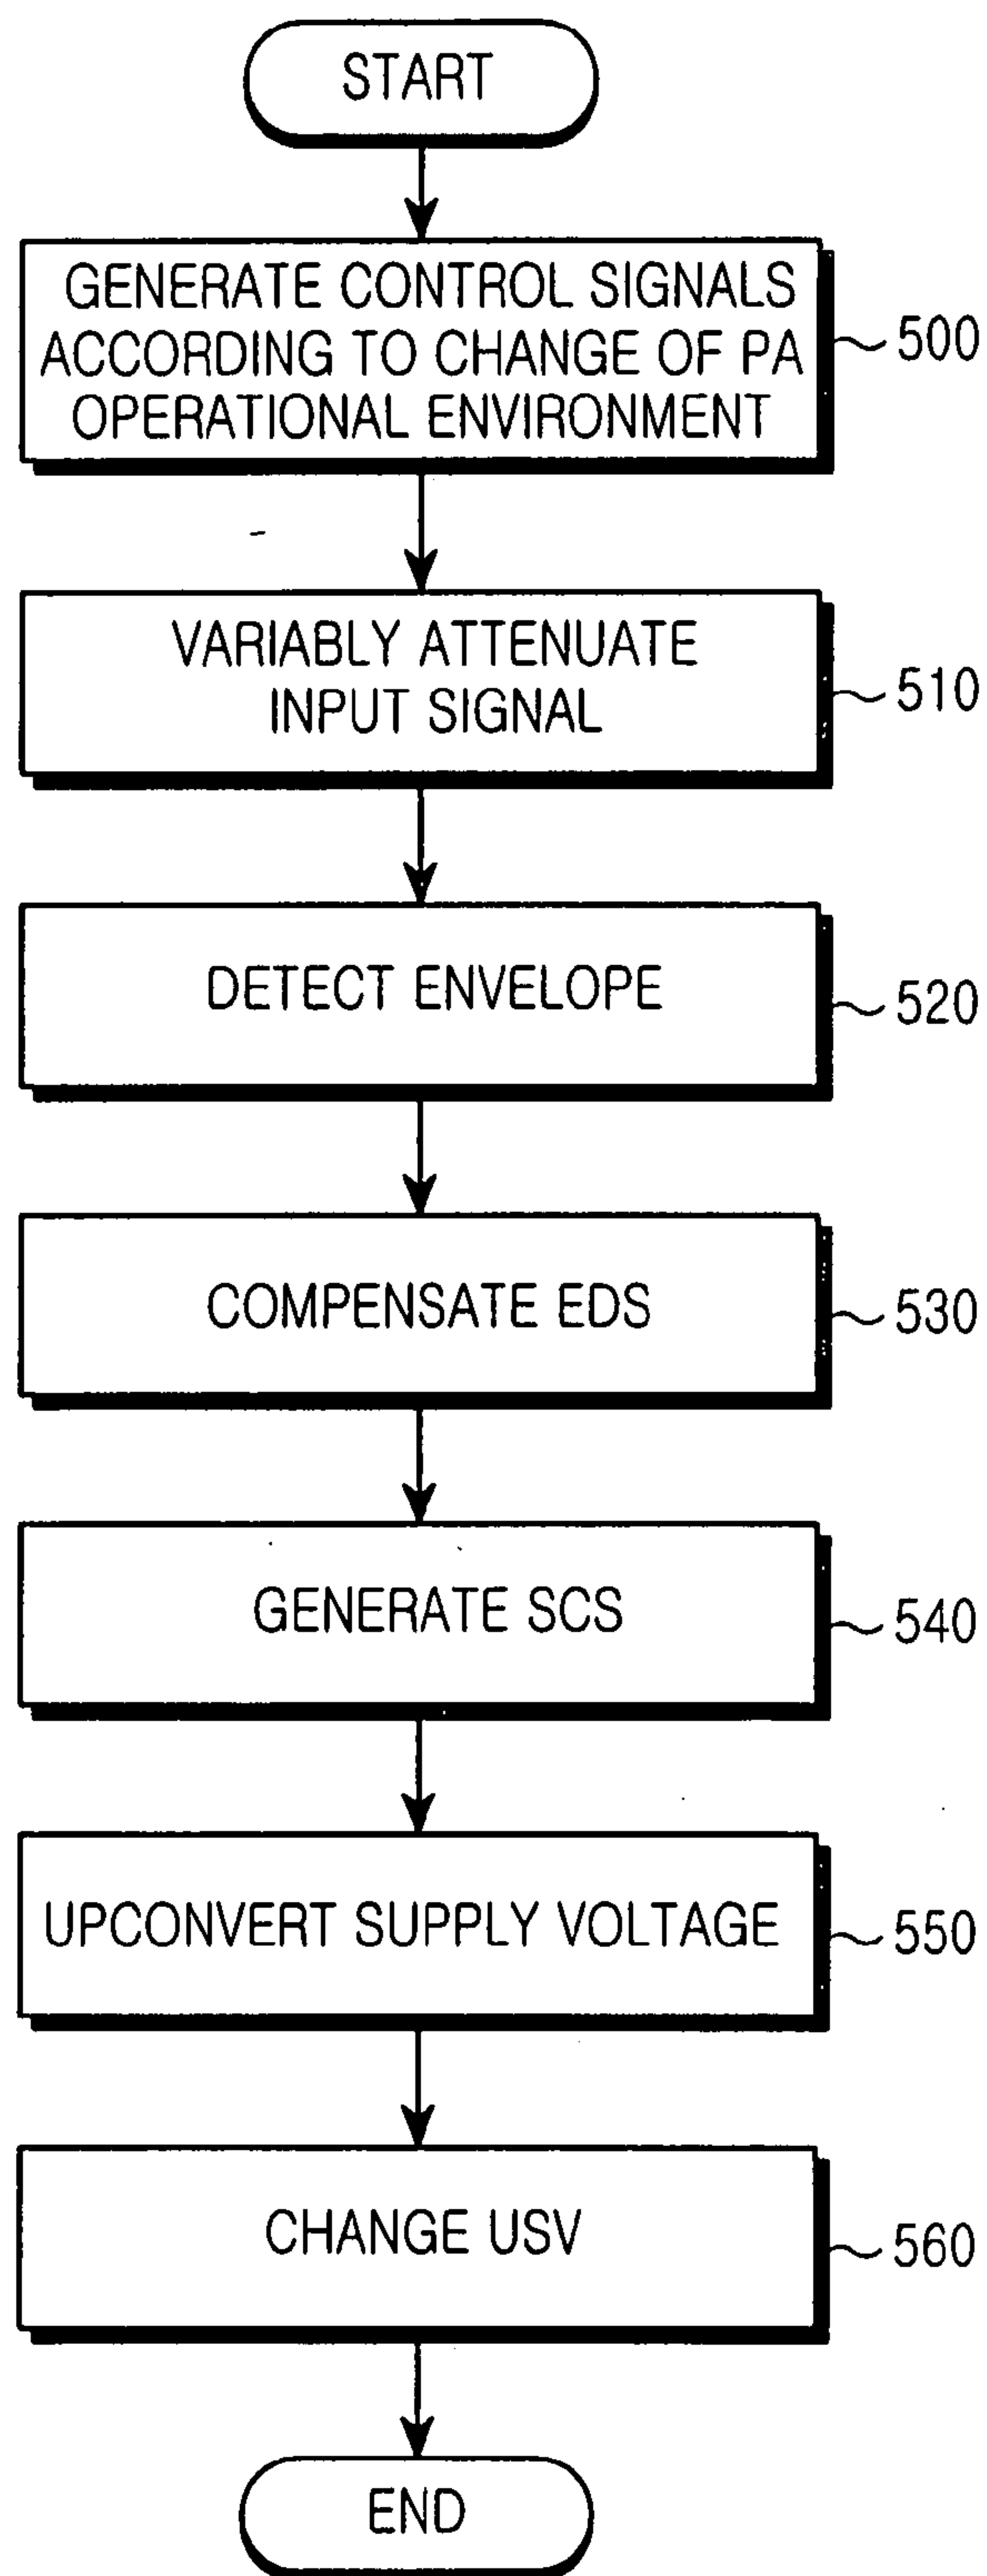 START
GENERATE CONTROL SIGNALS
ACCORDING TO CHANGE OF PA
OPERATIONAL ENVIRONMENT
500
VARIABLY ATTENUATE
INPUT SIGNAL
510
DETECT ENVELOPE
520
COMPENSATE EDS
530
GENERATE SCS
540
UPCONVERT SUPPLY VOLTAGE
550
CHANGE USV
560
END